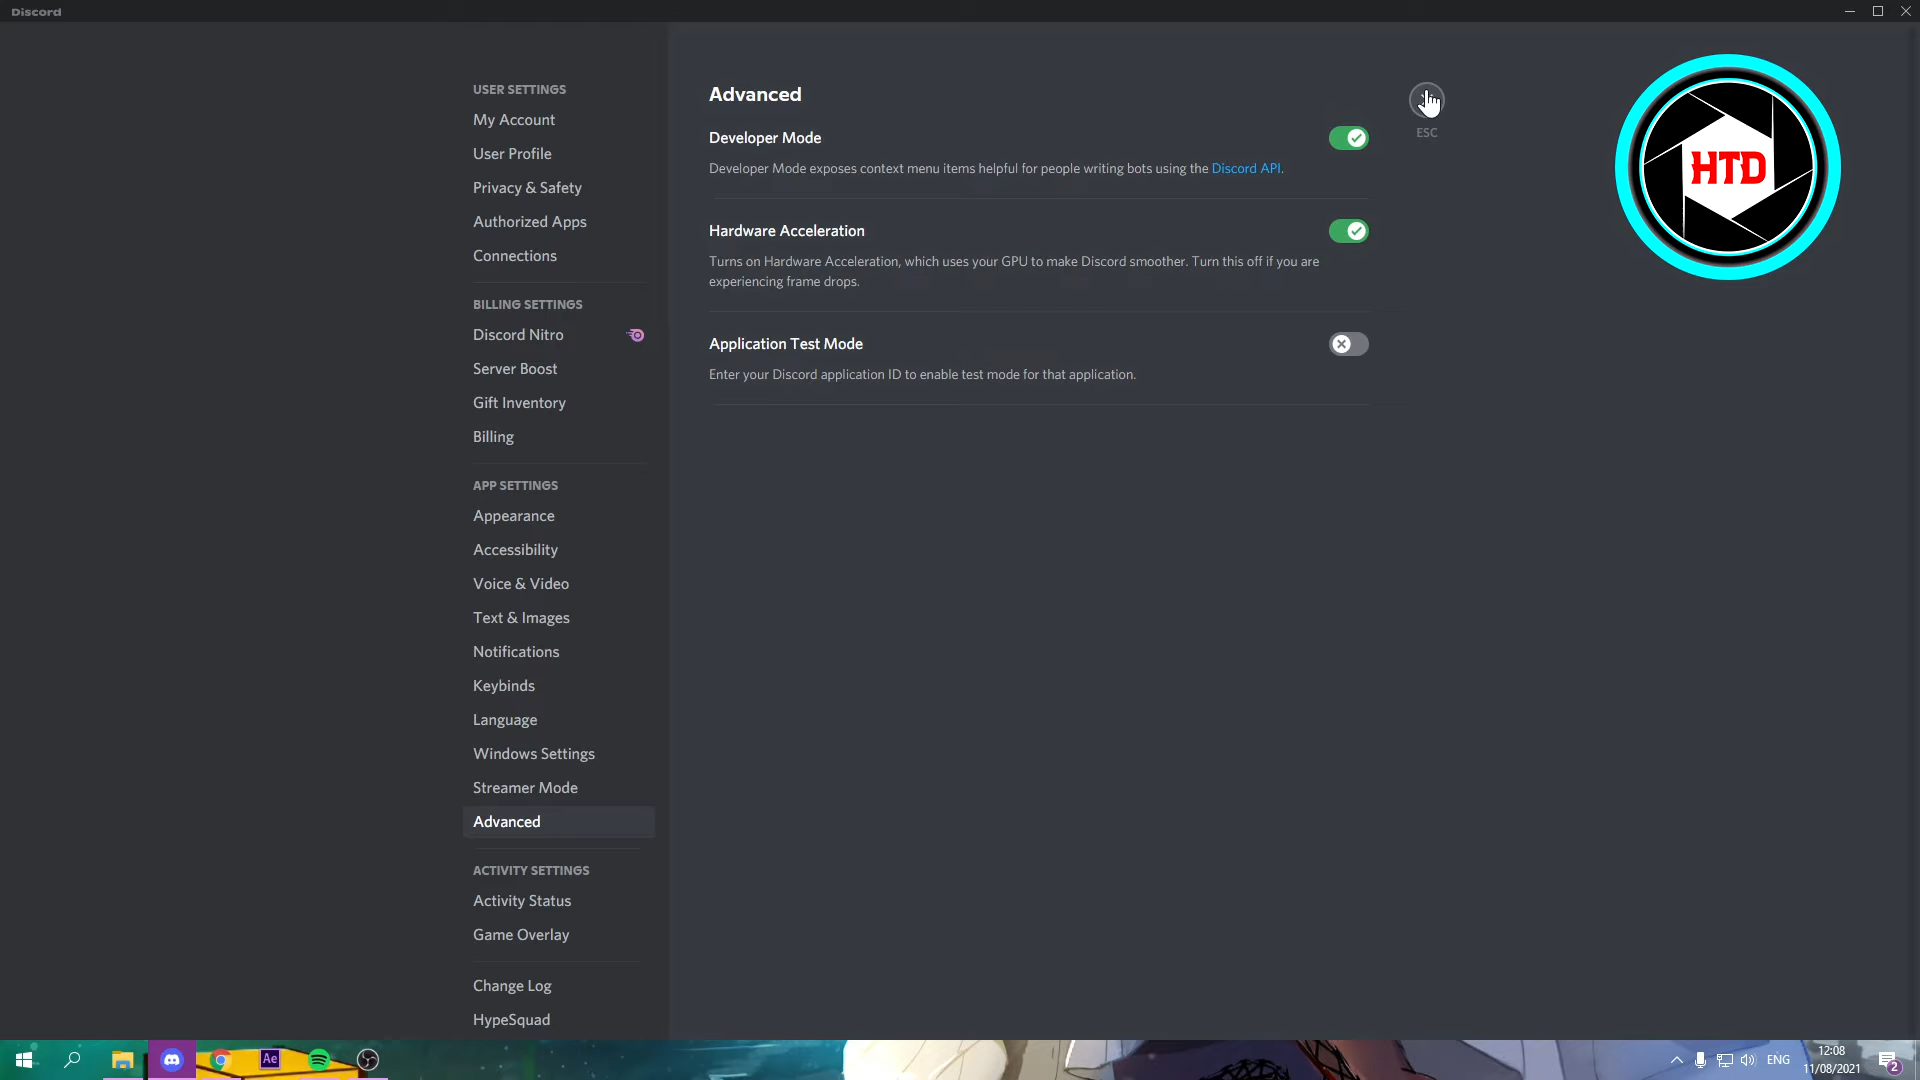 Discord
USER SETTINGS
My Account
User Profile
Privacy & Safety
Authorized Apps
Connections
BILLING SETTINGS
Discord Nitro
Server Boost
Gift Inventory
Billing
APP SETTINGS
Appearance
Accessibility
Voice & Video
Text & Images
Notifications
Keybinds
Language
Windows Settings
Streamer Mode
Advanced
ACTIVITY SETTINGS
Activity Status
Game Overlay
Change Log
HypeSquad
Advanced
Developer Mode
Developer Mode exposes context menu items helpful for people writing bots using the Discord API.
Hardware Acceleration
Turns on Hardware Acceleration, which uses your GPU to make Discord smoother. Turn this off if you are
experiencing frame drops.
Application Test Mode
Enter your Discord application ID to enable test mode for that application.
ESC
HTD
Ae
ENG
12:08
11/08/2021
2